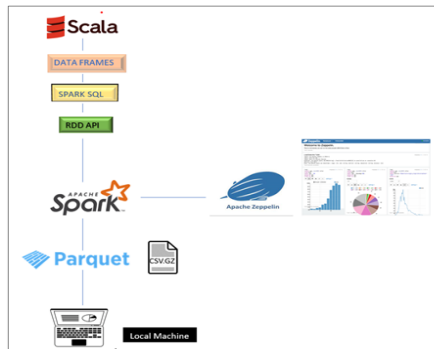 Scala
DATA FRAMES
SPARK SQL
RDD API
APACHE
Spark
Apache Zeppelin
Parquet
CSV.GZ
Local Machine